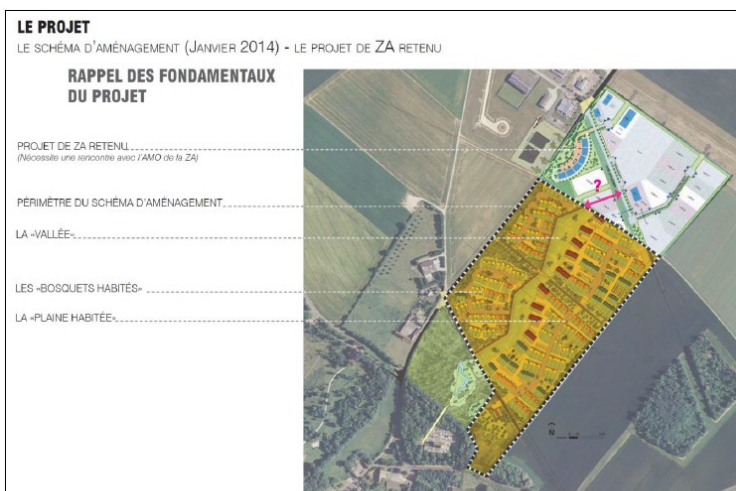 LE PROJET
LE SCHÉMA D'AMÉNAGEMENT (JANVIER 2014) - LE PROJET DE ZA RETENU
RAPPEL DES FONDAMENTAUX
DU PROJET
PROJET DE ZA RETENU
(Nécessite une rencontre avec l'AMO de la ZA)
PÉRIMÈTRE DU SCHÉMA D'AMÉNAGEMENT
LA «VALLÉE»
LES «BOSQUETS HABITÉS»
LA «PLAINE HABITÉE»
?
N